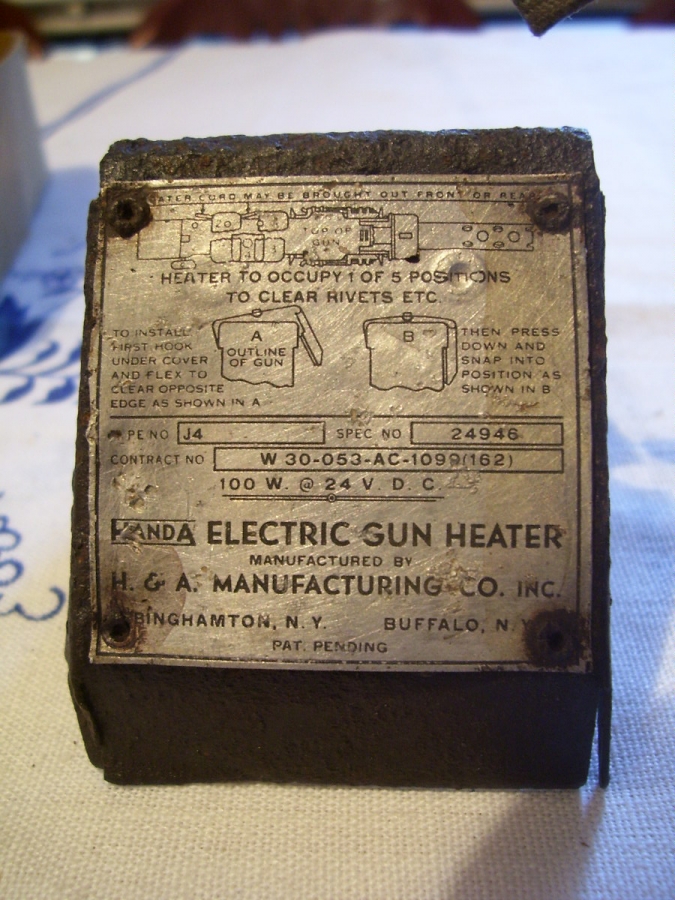 HEATER CORD MAY BE BROUGHT OUT FRONT OR REAR
TOP OF
GUN
HEATER TO OCCUPY 1 OF 5 POSITIONS
TO CLEAR RIVETS ETC.
TO INSTALL
FIRST HOOK
UNDER COVER
AND FLEX TO
CLEAR OPPOSITE
EDGE AS SHOWN IN A
A
OUTLINE
OF GUN
B
THEN PRESS
DOWN AND
SNAP INTO
POSITION AS
SHOWN IN B
PE NO J4 SPEC NO 24946
CONTRACT NO W 30-053-AC-1099(162)
100 W. @ 24 V. D. C.
HANDA ELECTRIC GUN HEATER
MANUFACTURED BY
H. & A. MANUFACTURING CO. INC.
BINGHAMTON, N. Y. BUFFALO, N. Y.
PAT. PENDING